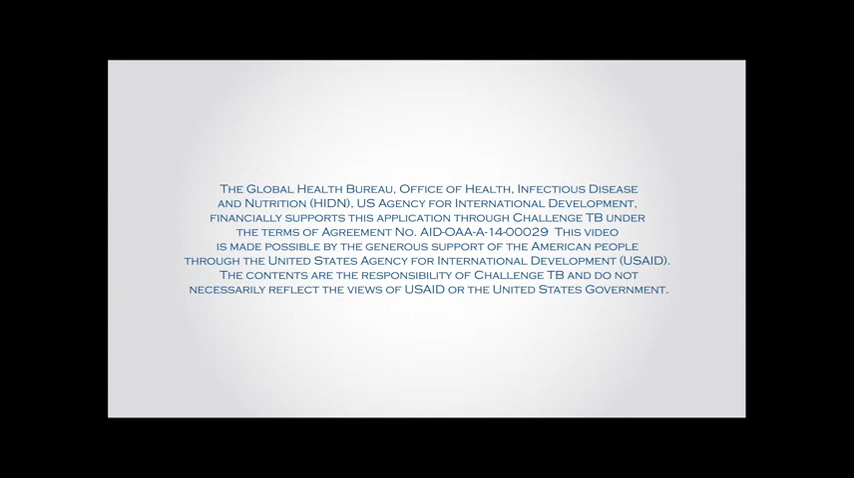 The Global Health Bureau, Office of Health, Infectious Disease
and Nutrition (HIDN), US Agency for International Development,
financially supports this application through Challenge TB under
the terms of Agreement No. AID-OAA-A-14-00029 This video
is made possible by the generous support of the American people
through the United States Agency for International Development (USAID).
The contents are the responsibility of Challenge TB and do not
necessarily reflect the views of USAID or the United States Government.